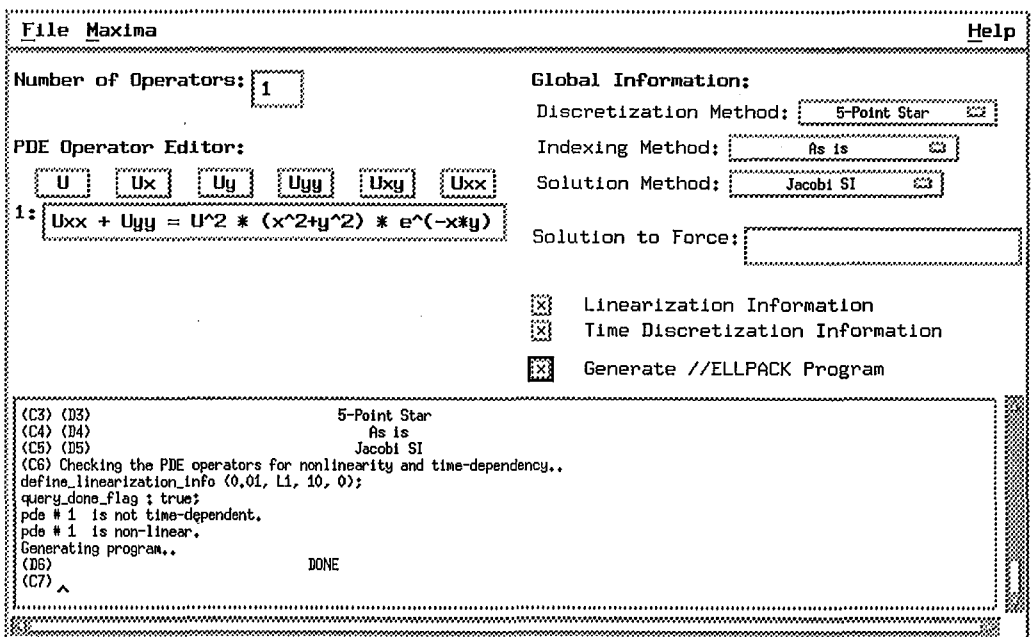 File Maxima Help
Number of Operators: 1
Global Information:
Discretization Method: 5-Point Star
PDE Operator Editor:
Indexing Method: As is
U Ux Uy Uyy Uxy Uxx
Solution Method: Jacobi SI
1: Uxx + Uyy = U^2 * (x^2+y^2) * e^(-x*y)
Solution to Force:
Linearization Information
Time Discretization Information
Generate //ELLPACK Program
(C3) (D3) 5-Point Star
(C4) (D4) As is
(C5) (D5) Jacobi SI
(C6) Checking the PDE operators for nonlinearity and time-dependency..
define_linearization_info (0.01, L1, 10, 0);
query_done_flag : true;
pde # 1 is not time-dependent.
pde # 1 is non-linear.
Generating program..
(D6) DONE
(C7)